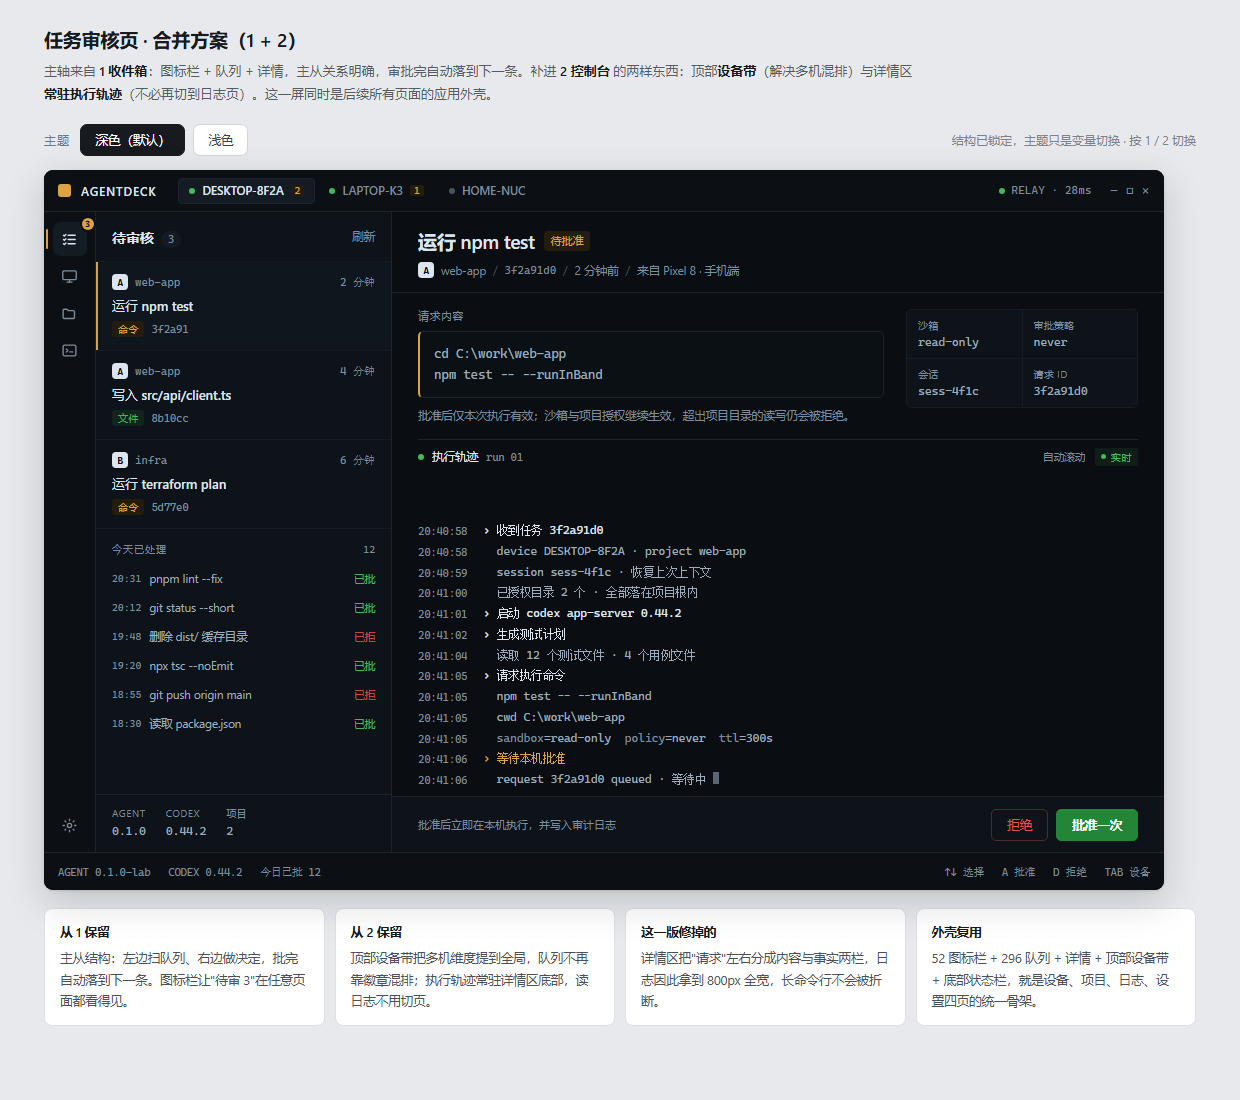 任务审核页 · 合并方案（1 + 2）
主轴来自 1 收件箱：图标栏 + 队列 + 详情，主从关系明确，审批完自动落到下一条。补进 2 控制台 的两样东西：顶部设备带（解决多机混排）与详情区
常驻执行轨迹（不必再切到日志页）。这一屏同时是后续所有页面的应用外壳。
主题 深色（默认） 浅色 结构已锁定，主题只是变量切换 · 按 1 / 2 切换
AGENTDECK DESKTOP-8F2A 2 LAPTOP-K3 1 HOME-NUC RELAY · 28ms
3
待审核 3 刷新
A web-app 2 分钟
运行 npm test
命令 3f2a91
A web-app 4 分钟
写入 src/api/client.ts
文件 8b10cc
B infra 6 分钟
运行 terraform plan
命令 5d77e0
今天已处理 12
20:31 pnpm lint --fix 已批
20:12 git status --short 已批
19:48 删除 dist/ 缓存目录 已拒
19:20 npx tsc --noEmit 已批
18:55 git push origin main 已拒
18:30 读取 package.json 已批
AGENT CODEX 项目
0.1.0 0.44.2 2
运行 npm test 待批准
A web-app / 3f2a91d0 / 2 分钟前 / 来自 Pixel 8 · 手机端
请求内容
cd C:\work\web-app
npm test -- --runInBand
批准后仅本次执行有效；沙箱与项目授权继续生效，超出项目目录的读写仍会被拒绝。
沙箱 审批策略
read-only never
会话 请求 ID
sess-4f1c 3f2a91d0
执行轨迹 run 01 自动滚动 实时
20:40:58 › 收到任务 3f2a91d0
20:40:58 device DESKTOP-8F2A · project web-app
20:40:59 session sess-4f1c · 恢复上次上下文
20:41:00 已授权目录 2 个 · 全部落在项目根内
20:41:01 › 启动 codex app-server 0.44.2
20:41:02 › 生成测试计划
20:41:04 读取 12 个测试文件 · 4 个用例文件
20:41:05 › 请求执行命令
20:41:05 npm test -- --runInBand
20:41:05 cwd C:\work\web-app
20:41:05 sandbox=read-only policy=never ttl=300s
20:41:06 › 等待本机批准
20:41:06 request 3f2a91d0 queued · 等待中
批准后立即在本机执行，并写入审计日志 拒绝 批准一次
AGENT 0.1.0-lab CODEX 0.44.2 今日已批 12 ↑↓ 选择 A 批准 D 拒绝 TAB 设备
从 1 保留
主从结构：左边扫队列、右边做决定，批完
自动落到下一条。图标栏让"待审 3"在任意页
面都看得见。
从 2 保留
顶部设备带把多机维度提到全局，队列不再
靠徽章混排；执行轨迹常驻详情区底部，读
日志不用切页。
这一版修掉的
详情区把"请求"左右分成内容与事实两栏，日
志因此拿到 800px 全宽，长命令行不会被折
断。
外壳复用
52 图标栏 + 296 队列 + 详情 + 顶部设备带
+ 底部状态栏，就是设备、项目、日志、设
置四页的统一骨架。